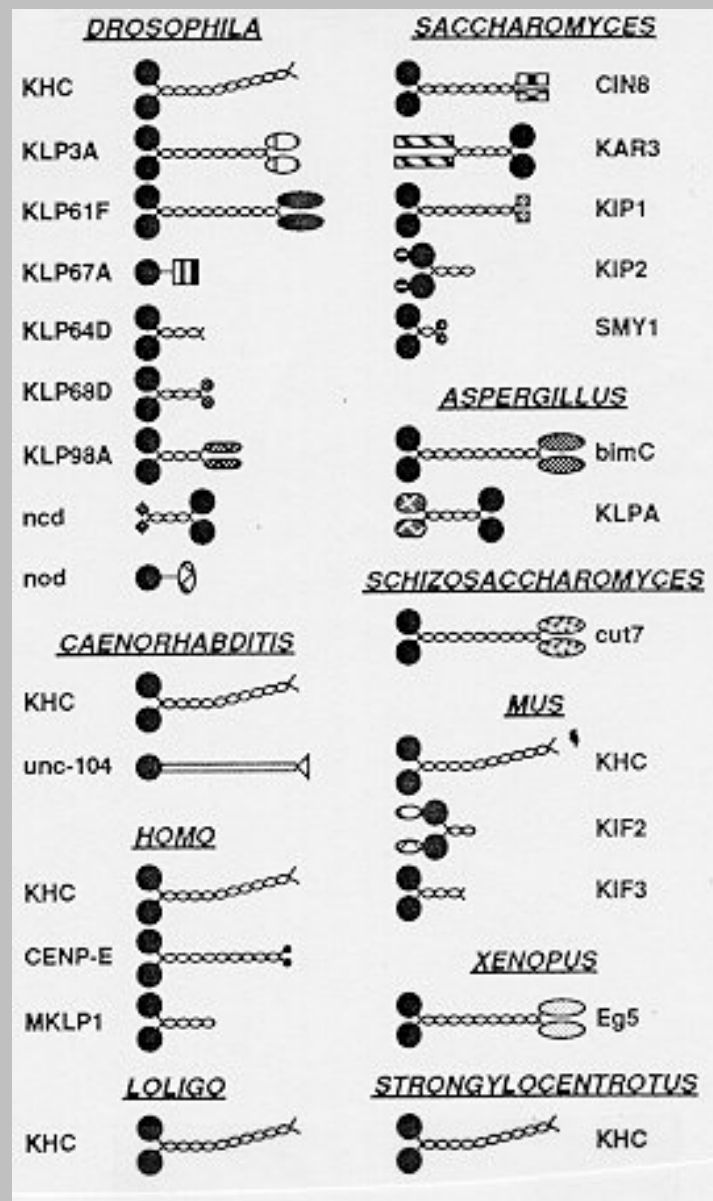 DROSOPHILA
KHC
KLP3A
KLP61F
KLP67A
KLP64D
KLP68D
KLP98A
ncd
nod
CAENORHABDITIS
KHC
unc-104
HOMO
KHC
CENP-E
MKLP1
LOLIGO
KHC
SACCHAROMYCES
CIN8
KAR3
KIP1
KIP2
SMY1
ASPERGILLUS
bimC
KLPA
SCHIZOSACCHAROMYCES
cut7
MUS
KHC
KIF2
KIF3
XENOPUS
Eg5
STRONGYLOCENTROTUS
KHC